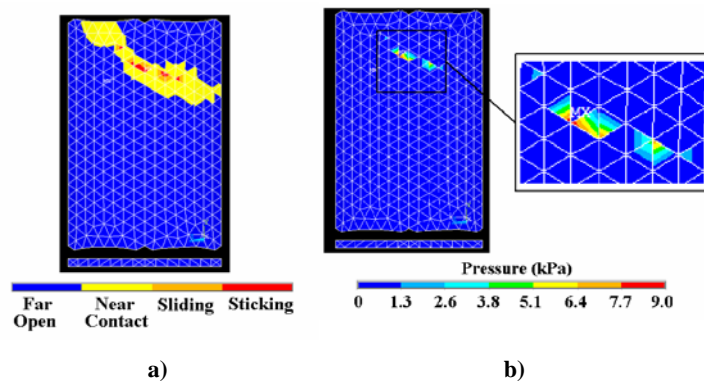 Far Open
Near Contact
Sliding
Sticking
a)
MX
Pressure (kPa)
0 1.3 2.6 3.8 5.1 6.4 7.7 9.0
b)